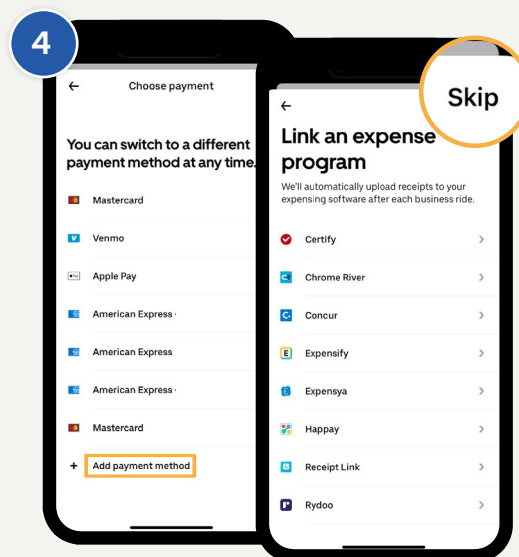 4
Choose payment
You can switch to a different
payment method at any time.
Mastercard
Venmo
Apple Pay
American Express ·
American Express
American Express ·
Mastercard
+ Add payment method
Skip
Link an expense
program
We'll automatically upload receipts to your
expensing software after each business ride.
Certify
Chrome River
Concur
Expensify
Expensya
Happay
Receipt Link
Rydoo